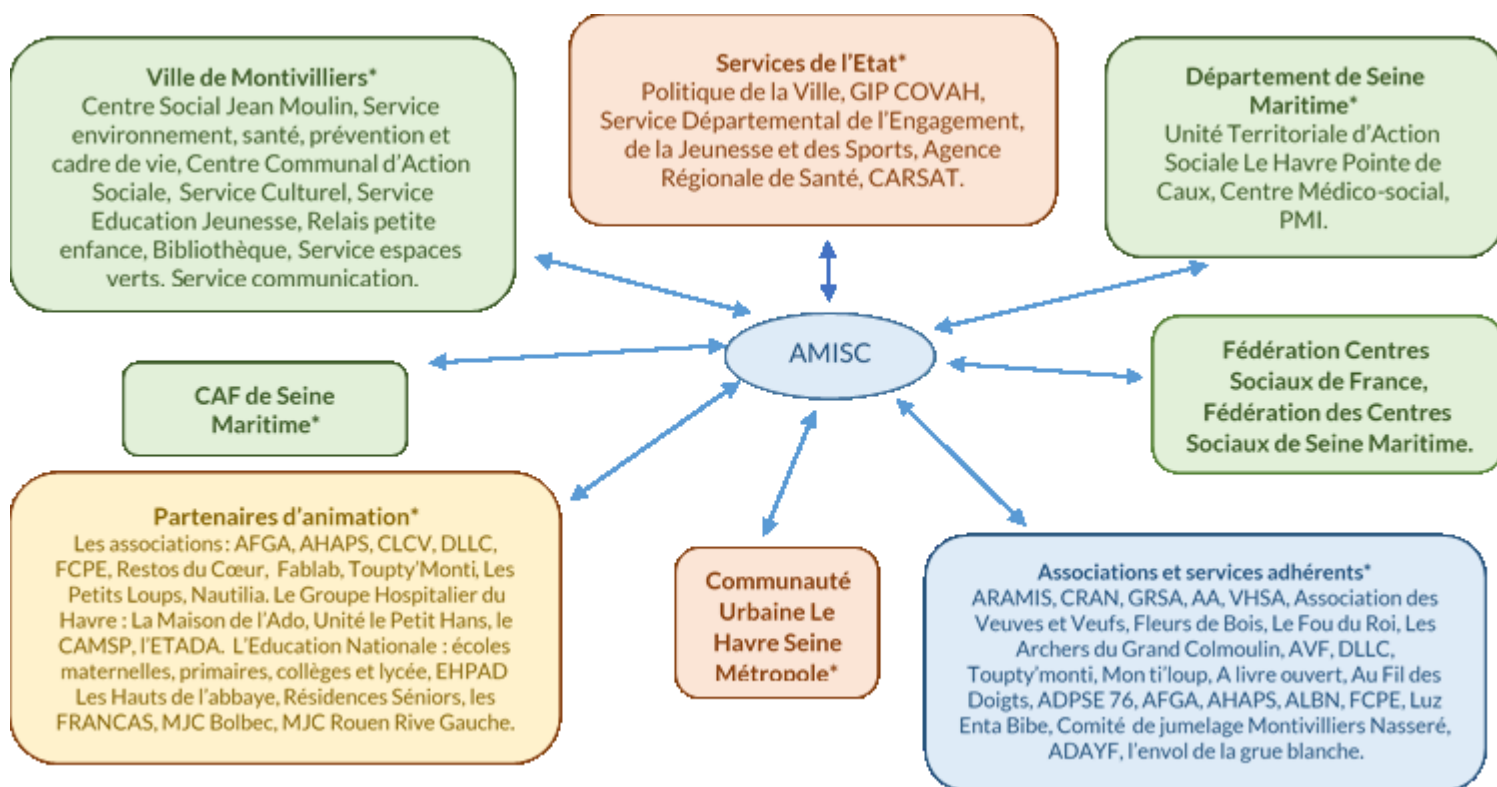 Ville de Montivilliers*
Centre Social Jean Moulin, Service
environnement, santé, prévention et
cadre de vie, Centre Communal d'Action
Sociale, Service Culturel, Service
Education Jeunesse, Relais petite
enfance, Bibliothèque, Service espaces
verts. Service communication.
Services de l'Etat*
Politique de la Ville, GIP COVAH,
Service Départemental de l'Engagement,
de la Jeunesse et des Sports, Agence
Régionale de Santé, CARSAT.
Département de Seine
Maritime*
Unité Territoriale d'Action
Sociale Le Havre Pointe de
Caux, Centre Médico-social,
PMI.
AMISC
CAF de Seine
Maritime*
Fédération Centres
Sociaux de France,
Fédération des Centres
Sociaux de Seine Maritime.
Partenaires d'animation*
Les associations : AFGA, AHAPS, CLCV, DLLC,
FCPE, Restos du Cœur, Fablab, Toupty'Monti, Les
Petits Loups, Nautilia. Le Groupe Hospitalier du
Havre : La Maison de l'Ado, Unité le Petit Hans, le
CAMSP, l'ETADA. L'Education Nationale : écoles
maternelles, primaires, collèges et lycée, EHPAD
Les Hauts de l'abbaye, Résidences Séniors, les
FRANCAS, MJC Bolbec, MJC Rouen Rive Gauche.
Communauté
Urbaine Le
Havre Seine
Métropole*
Associations et services adhérents*
ARAMIS, CRAN, GRSA, AA, VHSA, Association des
Veuves et Veufs, Fleurs de Bois, Le Fou du Roi, Les
Archers du Grand Colmoulin, AVF, DLLC,
Toupty'monti, Mon ti'loup, A livre ouvert, Au Fil des
Doigts, ADPSE 76, AFGA, AHAPS, ALBN, FCPE, Luz
Enta Bibe, Comité de jumelage Montivilliers Nasseré,
ADAYF, l'envol de la grue blanche.